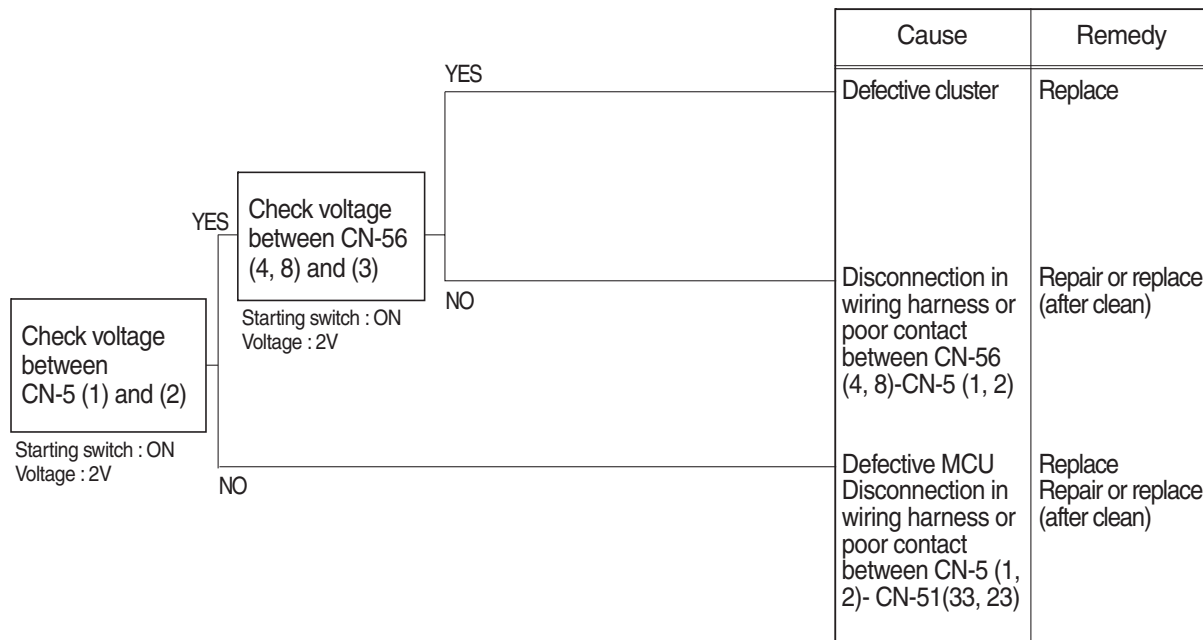 Cause
Remedy
YES
Defective cluster
Replace
YES
Check voltage
between CN-56
(4, 8) and (3)
Starting switch : ON
Voltage : 2V
NO
Disconnection in
wiring harness or
poor contact
between CN-56
(4, 8)-CN-5 (1, 2)
Repair or replace
(after clean)
Check voltage
between
CN-5 (1) and (2)
Starting switch : ON
Voltage : 2V
NO
Defective MCU
Disconnection in
wiring harness or
poor contact
between CN-5 (1,
2)- CN-51(33, 23)
Replace
Repair or replace
(after clean)